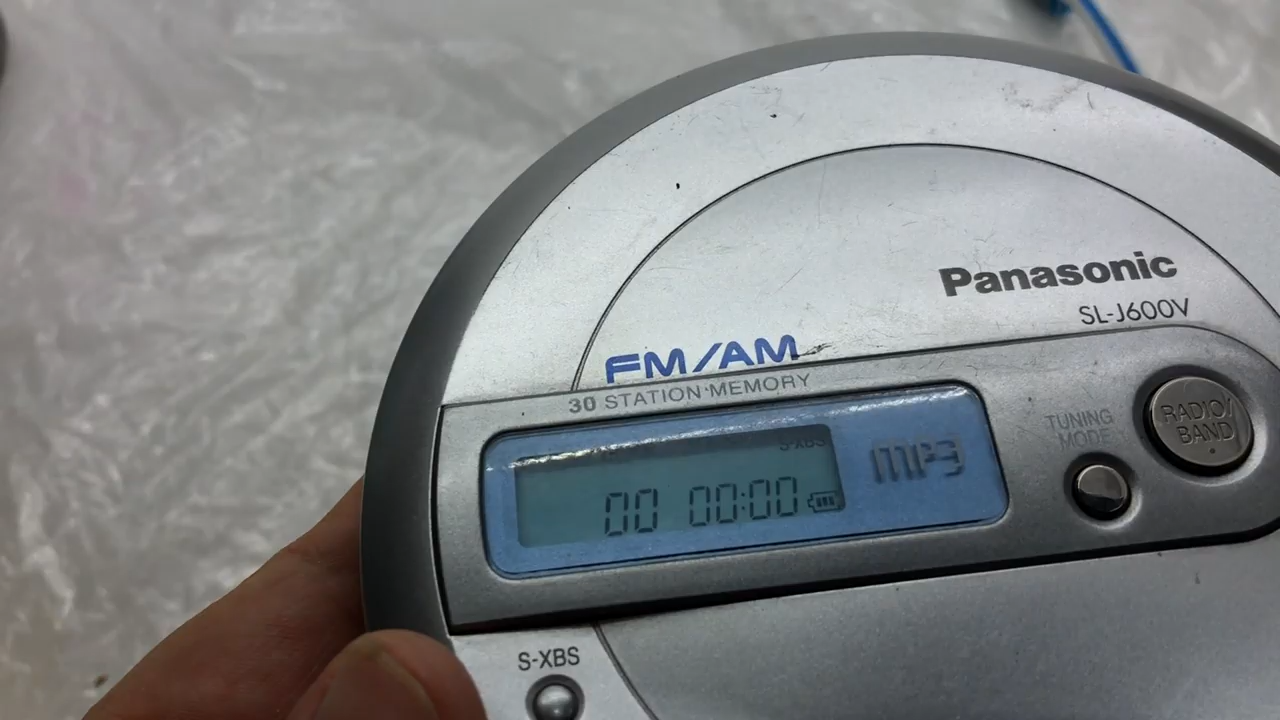 Panasonic
SL-J600V
FM/AM
30 STATION MEMORY
S-XBS
00 00:00
MP3
TUNING
MODE
RADIO/
BAND
S-XBS